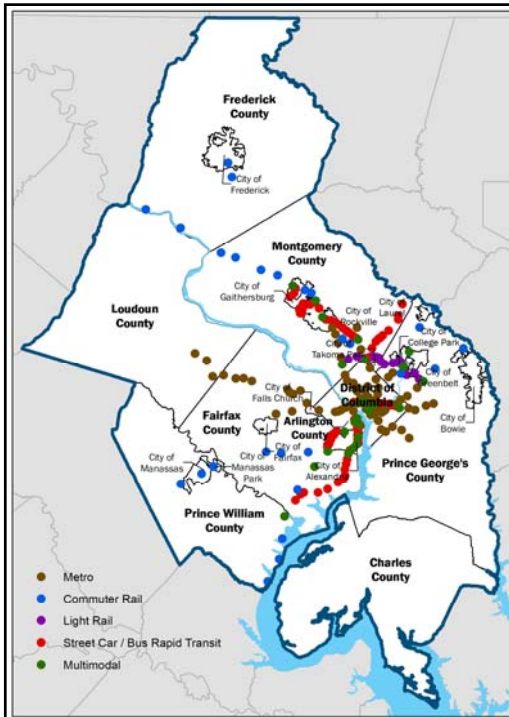 Frederick
County
City of
Frederick
Montgomery
County
City of
Gaithersburg
City of
Rockville
City of
Laurel
Loudoun
County
City of
Takoma Park
City of
College Park
City of
Greenbelt
City of
Falls Church
District of
Columbia
City of
Bowie
Fairfax
County
Arlington
County
City of
Fairfax
City of
Manassas
City of
Manassas
Park
City of
Alexandria
Prince George's
County
Prince William
County
Charles
County
Metro
Commuter Rail
Light Rail
Street Car / Bus Rapid Transit
Multimodal